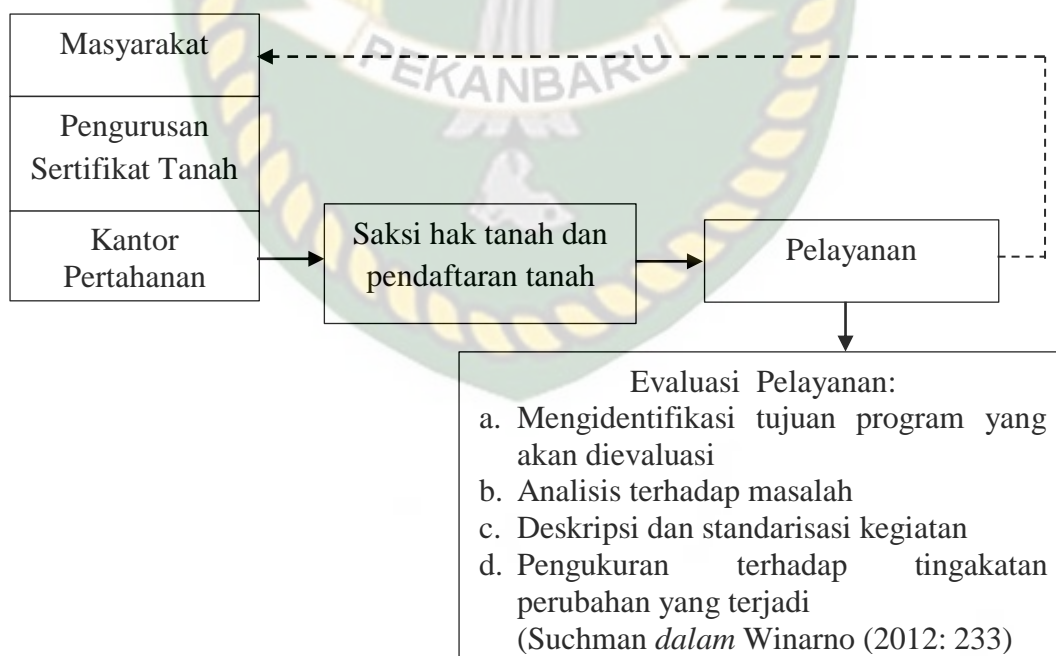 Masyarakat
PEKANBARU
Pengurusan
Sertifikat Tanah
Kantor
Pertahanan
Saksi hak tanah dan
pendaftaran tanah
Pelayanan
Evaluasi Pelayanan:
a. Mengidentifikasi tujuan program yang
akan dievaluasi
b. Analisis terhadap masalah
c. Deskripsi dan standarisasi kegiatan
d. Pengukuran terhadap tingakatan
perubahan yang terjadi
(Suchman dalam Winarno (2012: 233)